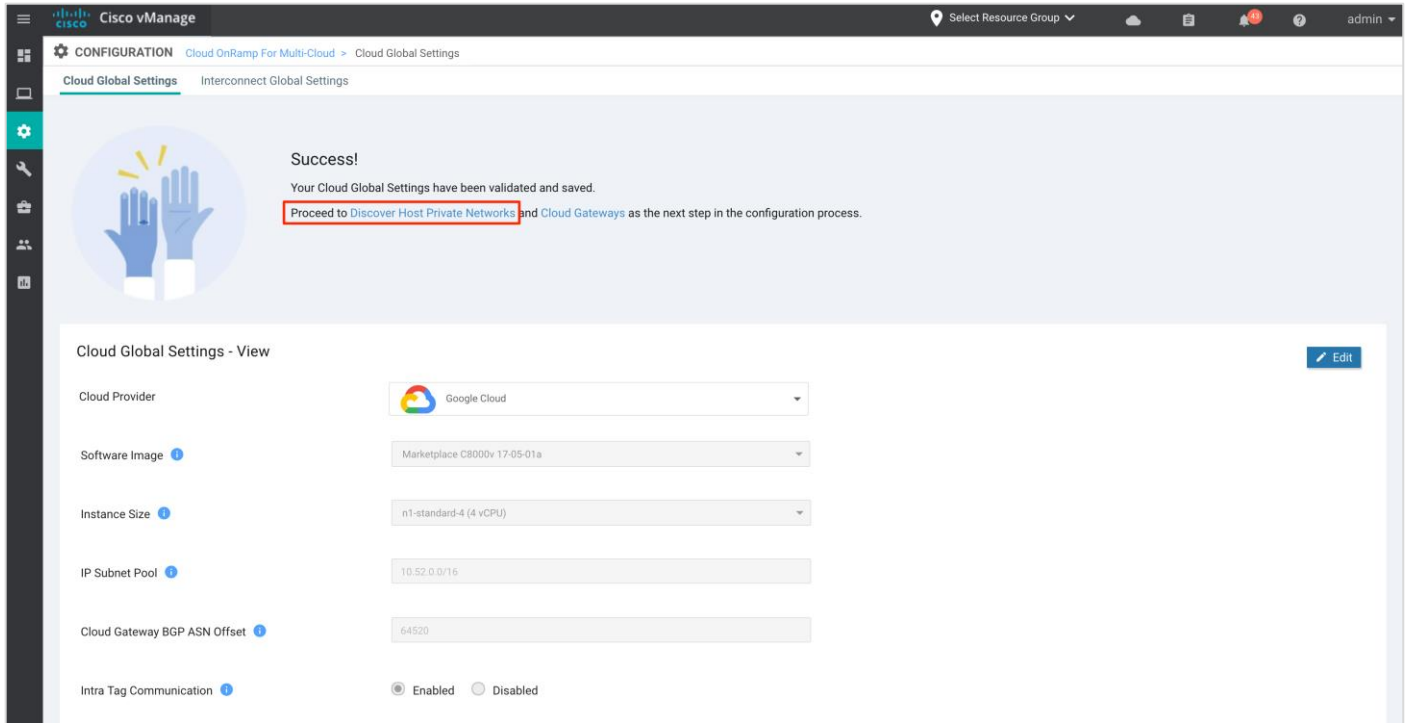 CISCO Cisco vManage Select Resource Group 43 admin
CONFIGURATION Cloud OnRamp For Multi-Cloud > Cloud Global Settings
Cloud Global Settings Interconnect Global Settings
Success!
Your Cloud Global Settings have been validated and saved.
Proceed to Discover Host Private Networks and Cloud Gateways as the next step in the configuration process.
Cloud Global Settings - View
Edit
Cloud Provider Google Cloud
Software Image Marketplace C8000v 17-05-01a
Instance Size n1-standard-4 (4 vCPU)
IP Subnet Pool 10.52.0.0/16
Cloud Gateway BGP ASN Offset 64520
Intra Tag Communication Enabled Disabled